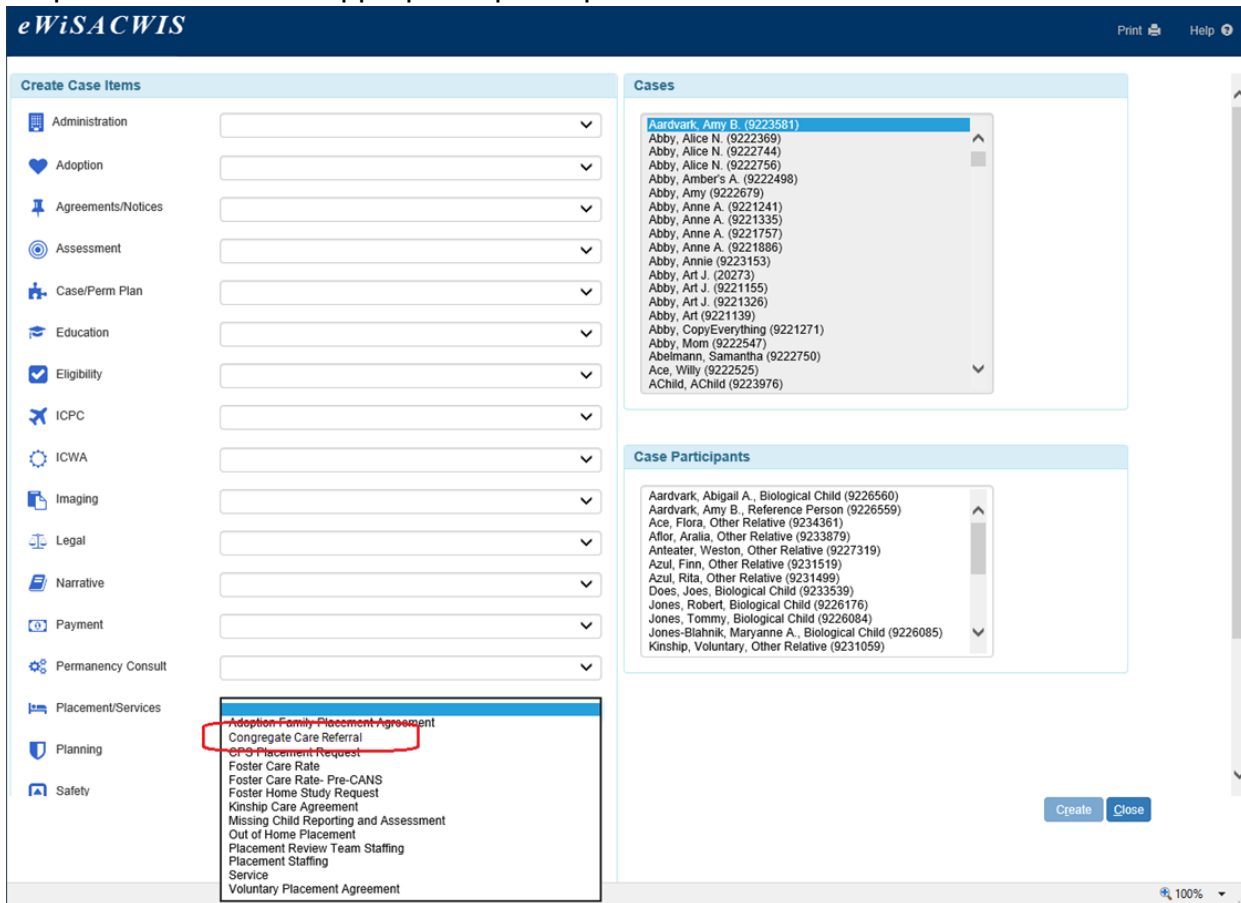 eWiSACWIS
Print Help
Create Case Items
Administration
Adoption
Agreements/Notices
Assessment
Case/Perm Plan
Education
Eligibility
ICPC
ICWA
Imaging
Legal
Narrative
Payment
Permanency Consult
Placement/Services
Adoption Family Placement Agreement
Congregate Care Referral
CPS Placement Request
Foster Care Rate
Foster Care Rate- Pre-CANS
Foster Home Study Request
Kinship Care Agreement
Missing Child Reporting and Assessment
Out of Home Placement
Placement Review Team Staffing
Placement Staffing
Service
Voluntary Placement Agreement
Planning
Safety
Cases
Aardvark, Amy B. (9223581)
Abby, Alice N. (9222369)
Abby, Alice N. (9222744)
Abby, Alice N. (9222756)
Abby, Amber's A. (9222498)
Abby, Amy (9222679)
Abby, Anne A. (9221241)
Abby, Anne A. (9221335)
Abby, Anne A. (9221757)
Abby, Anne A. (9221886)
Abby, Annie (9223153)
Abby, Art J. (20273)
Abby, Art J. (9221155)
Abby, Art J. (9221326)
Abby, Art (9221139)
Abby, CopyEverything (9221271)
Abby, Mom (9222547)
Abelmann, Samantha (9222750)
Ace, Willy (9222525)
AChild, AChild (9223976)
Case Participants
Aardvark, Abigail A., Biological Child (9226560)
Aardvark, Amy B., Reference Person (9226559)
Ace, Flora, Other Relative (9234361)
Aflor, Aralia, Other Relative (9233879)
Anteater, Weston, Other Relative (9227319)
Azul, Finn, Other Relative (9231519)
Azul, Rita, Other Relative (9231499)
Does, Joes, Biological Child (9233539)
Jones, Robert, Biological Child (9226176)
Jones, Tommy, Biological Child (9226084)
Jones-Blahnik, Maryanne A., Biological Child (9226085)
Kinship, Voluntary, Other Relative (9231059)
Create Close
100%